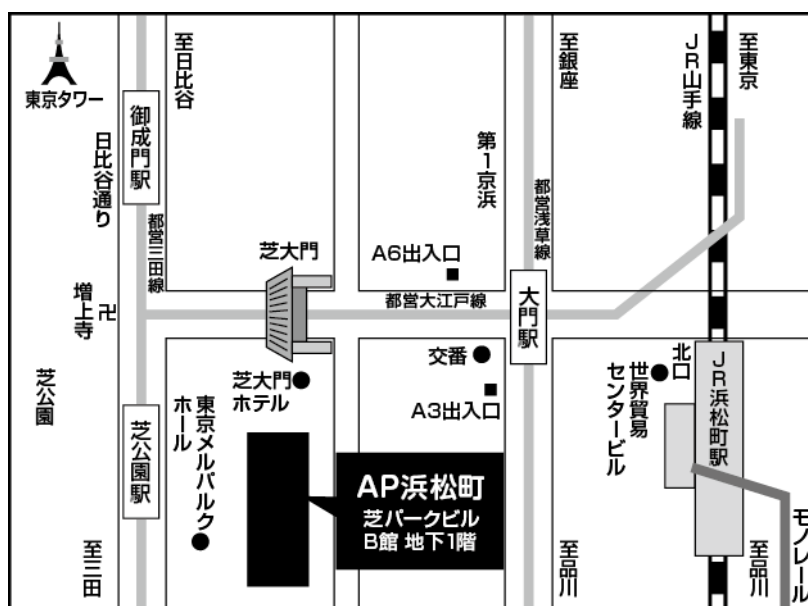 東京タワー
至日比谷
御成門駅
日比谷通り
都営三田線
芝大門
増上寺
卍
芝公園
芝公園駅
至三田
東京メルパルク
ホール
芝大門
ホテル
AP浜松町
芝パークビル
B館 地下1階
第1京浜
A6出入口
都営大江戸線
交番
A3出入口
至銀座
都営浅草線
大門駅
至品川
JR山手線
至東京
北口
世界貿易
センタービル
JR浜松町駅
至品川
モノレール